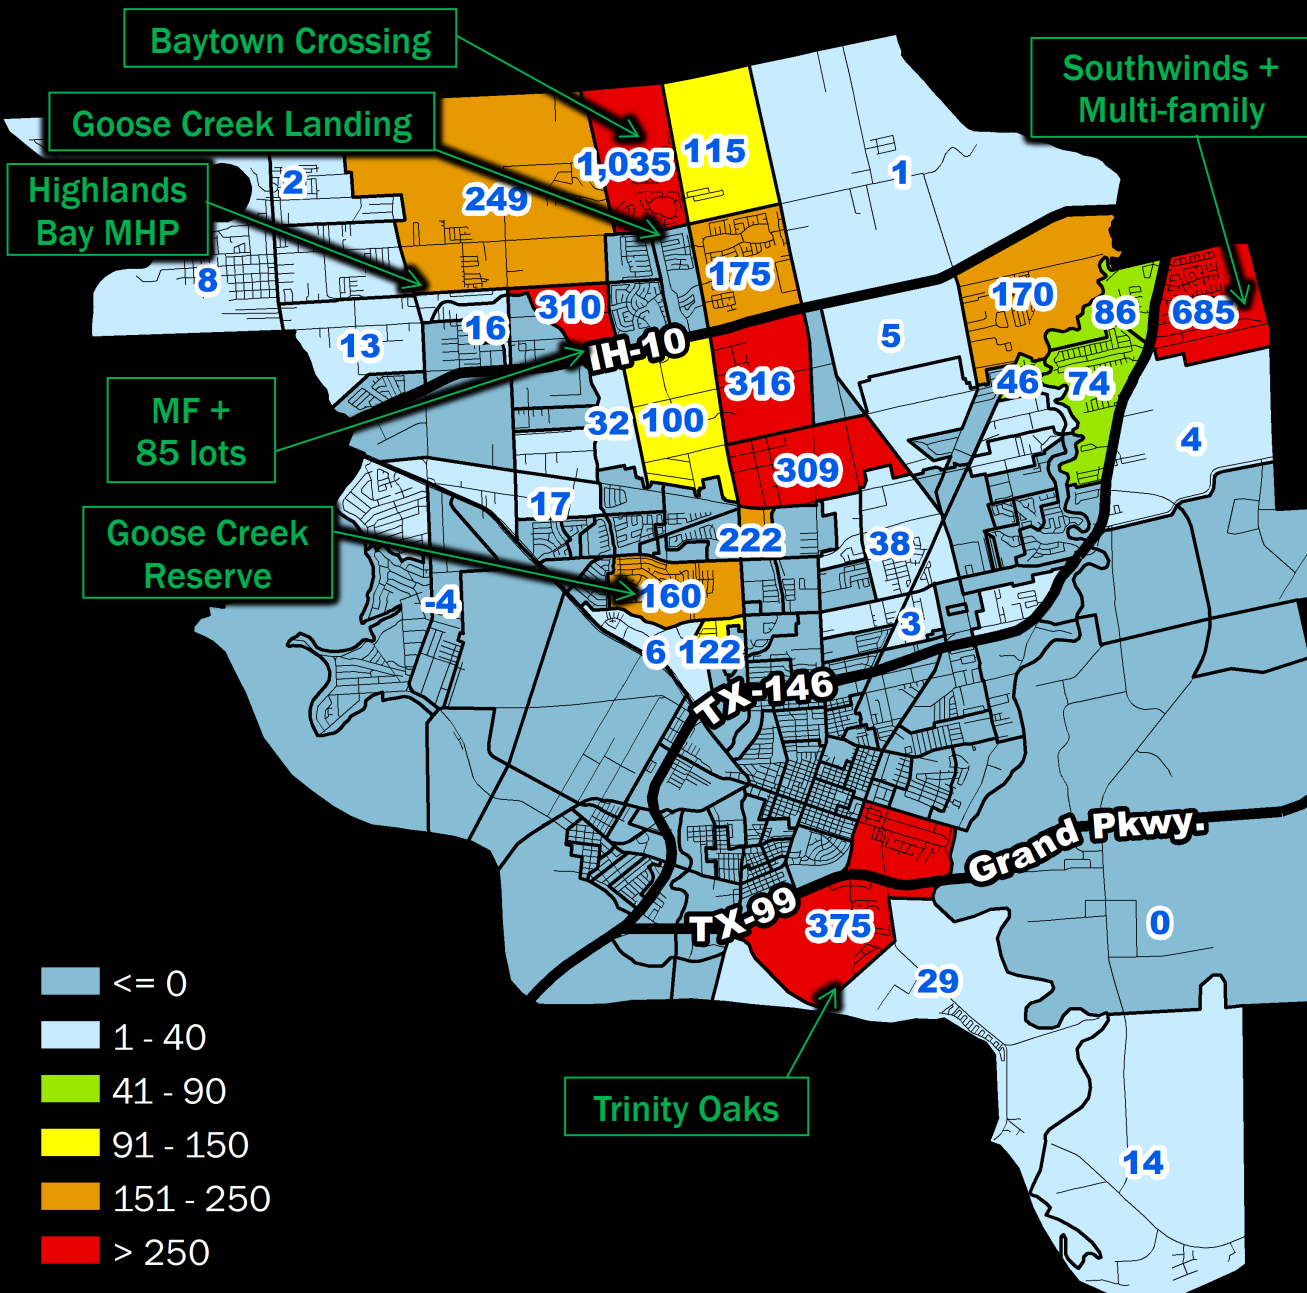 Baytown Crossing
Southwinds +
Multi-family
Goose Creek Landing
1,035
115
1
2
Highlands
Bay MHP
249
8
175
170
86
685
310
16
13
IH-10
5
316
46
74
MF +
85 lots
32
100
4
309
17
Goose Creek
Reserve
222
38
160
-4
3
6
122
TX-146
Grand Pkwy.
TX-99
375
0
29
<= 0
1 - 40
41 - 90
91 - 150
151 - 250
> 250
Trinity Oaks
14